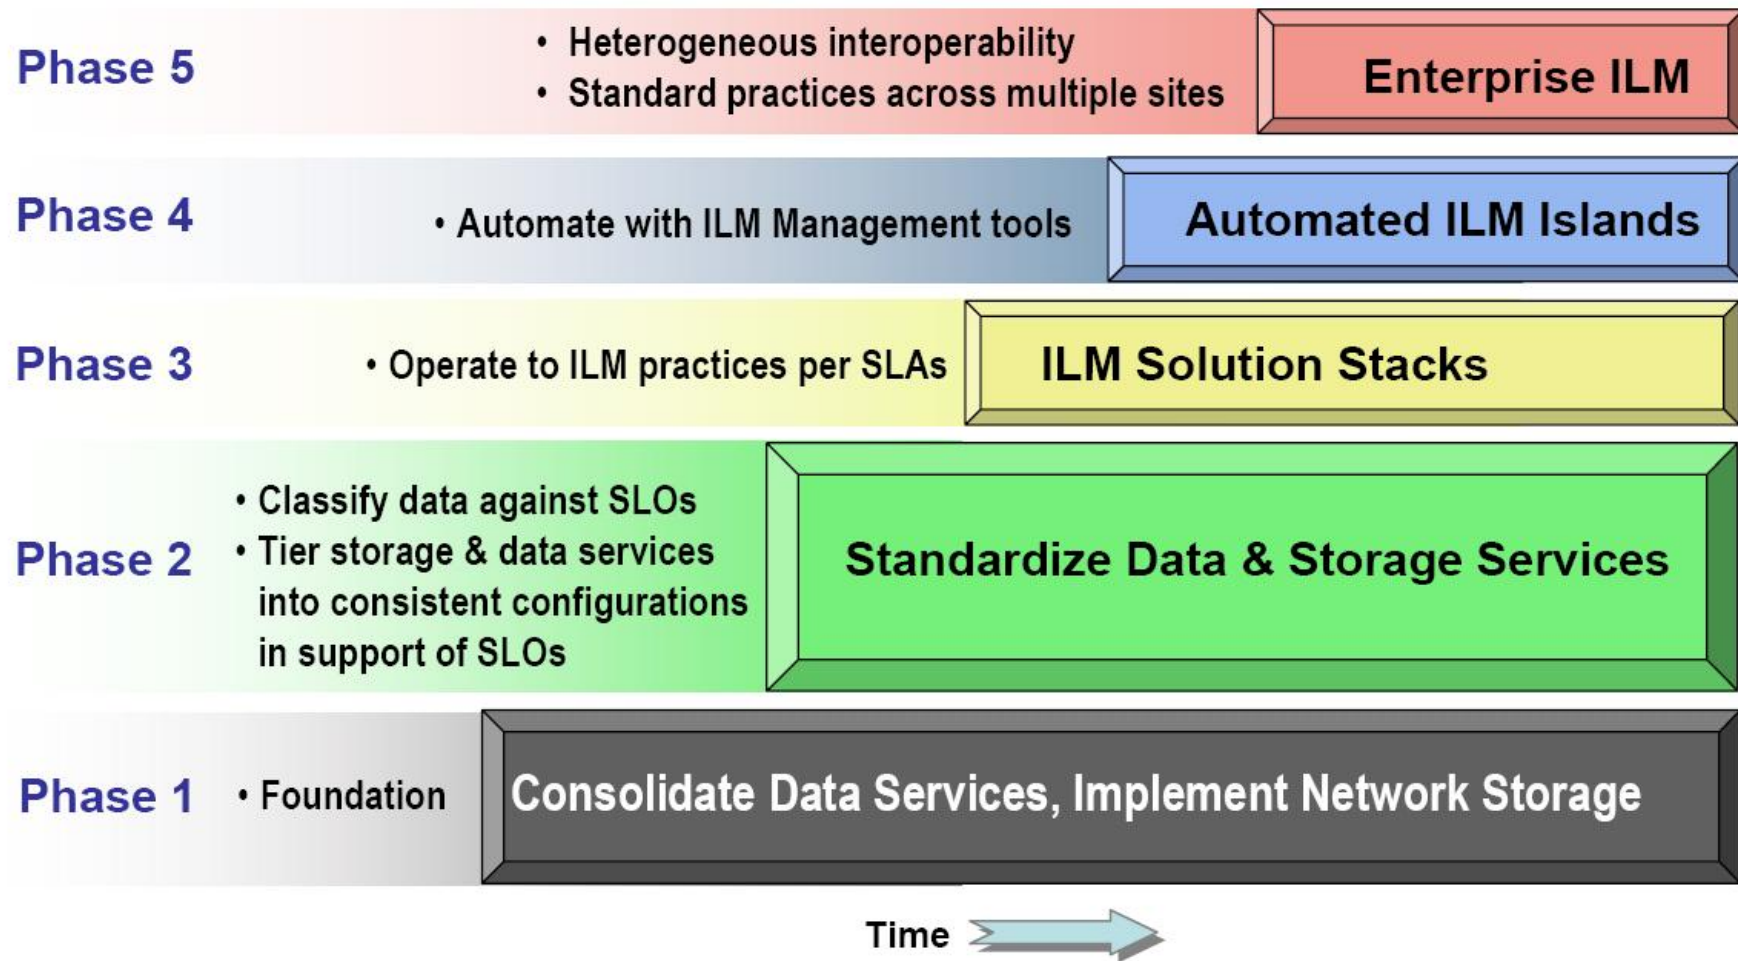 Phase 5
• Heterogeneous interoperability
• Standard practices across multiple sites
Enterprise ILM
Phase 4
• Automate with ILM Management tools
Automated ILM Islands
Phase 3
• Operate to ILM practices per SLAs
ILM Solution Stacks
Phase 2
• Classify data against SLOs
• Tier storage & data services
into consistent configurations
in support of SLOs
Standardize Data & Storage Services
Phase 1
• Foundation
Consolidate Data Services, Implement Network Storage
Time